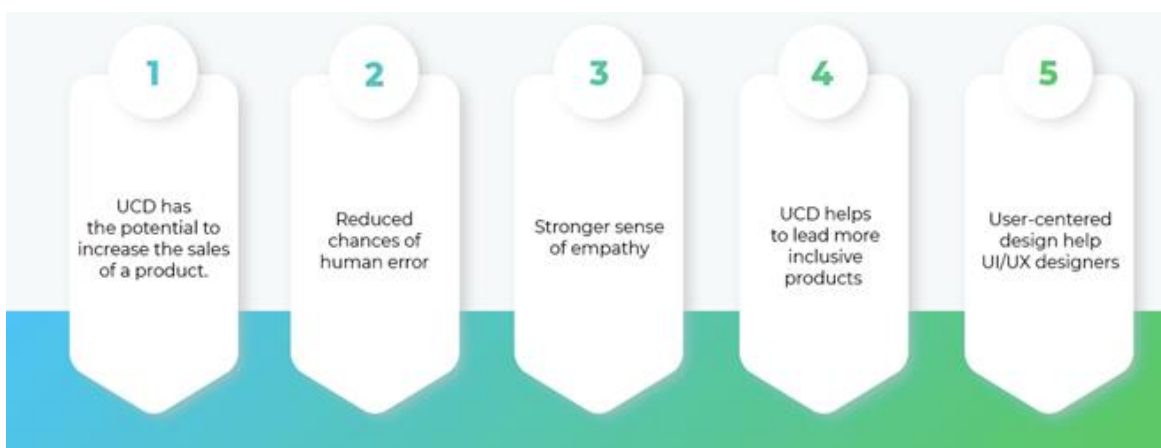 1
UCD has
the potential to
increase the sales
of a product.
2
Reduced
chances of
human error
3
Stronger sense
of empathy
4
UCD helps
to lead more
inclusive
products
5
User-centered
design help
UI/UX designers